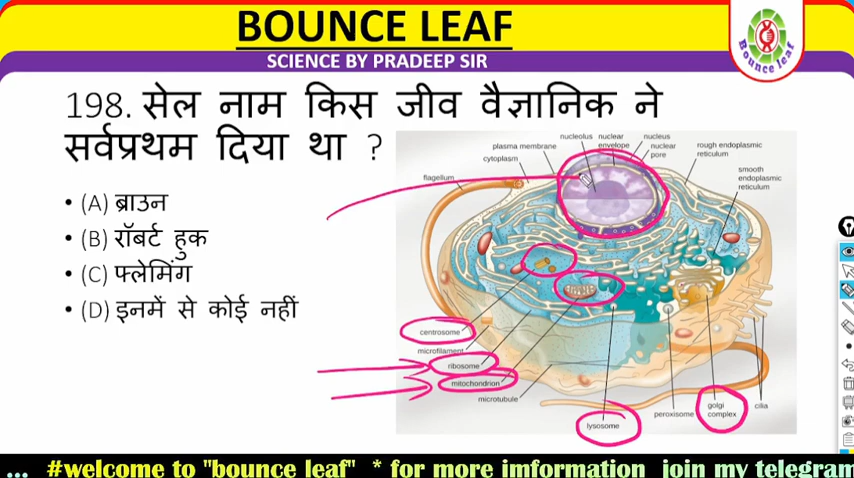 BOUNCE LEAF
SCIENCE BY PRADEEP SIR
Bounce leaf
198. सेल नाम किस जीव वैज्ञानिक ने
सर्वप्रथम दिया था ?
• (A) ब्राउन
• (B) रॉबर्ट हुक
• (C) फ्लेमिंग
• (D) इनमें से कोई नहीं
nucleolus
nuclear
envelope
nucleus
nuclear
pore
plasma membrane
cytoplasm
rough endoplasmic
reticulum
smooth
endoplasmic
reticulum
flagellum
centrosome
microfilament
ribosome
mitochondrion
microtubule
lysosome
peroxisome
golgi
complex
cilia
... #welcome to "bounce leaf" * for more imformation join my telegram